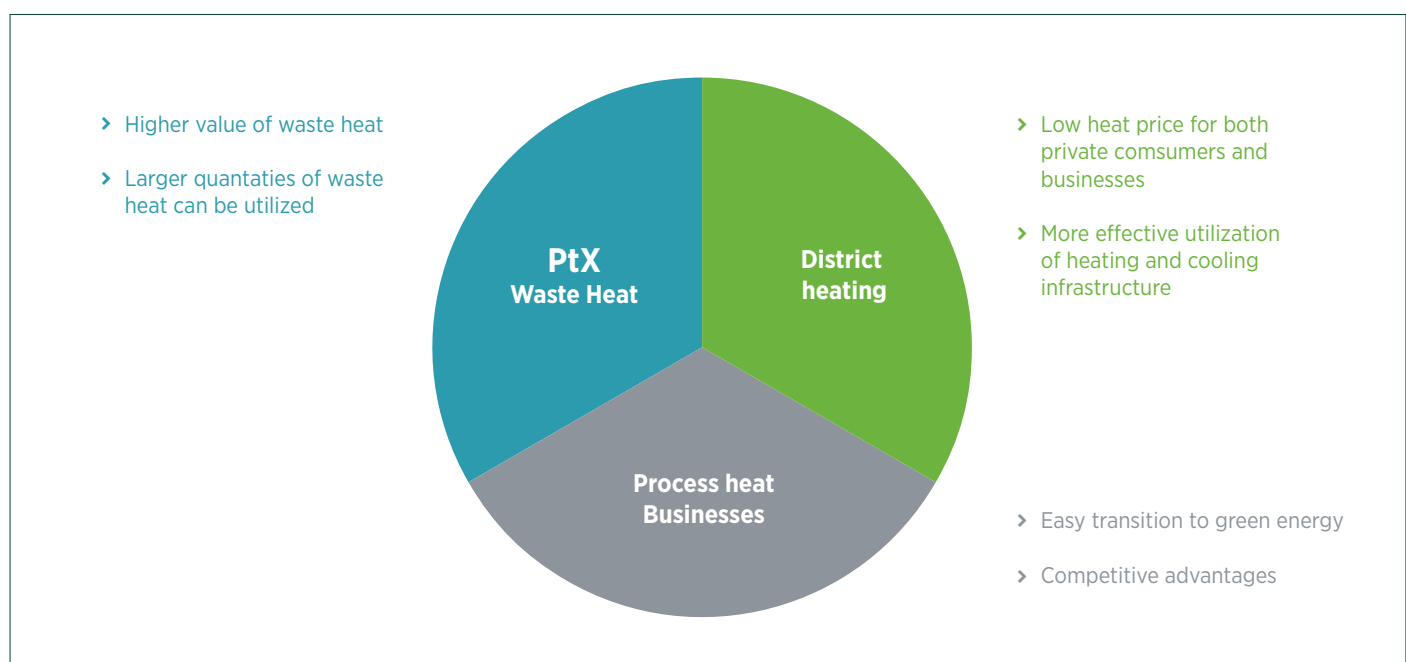 Higher value of waste heat
Larger quantaties of waste
heat can be utilized
PtX
Waste Heat
District
heating
Low heat price for both
private comsumers and
businesses
More effective utilization
of heating and cooling
infrastructure
Process heat
Businesses
Easy transition to green energy
Competitive advantages